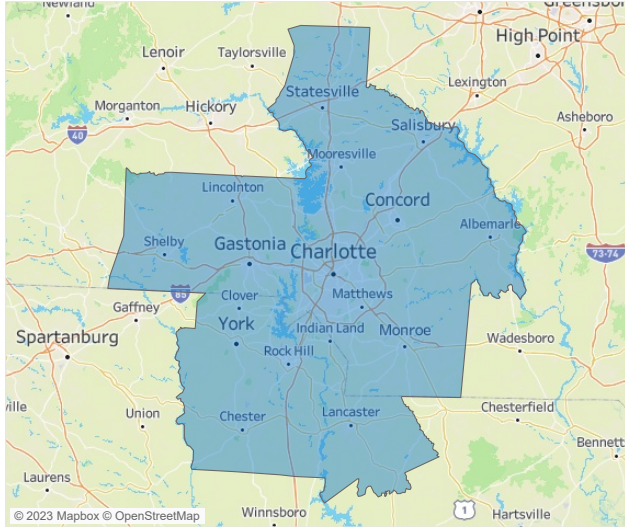 Newland
Greensboro
High Point
Lenoir
Taylorsville
Statesville
Lexington
Morganton
Hickory
Asheboro
40
Salisbury
Mooresville
Lincolnton
Concord
Albemarle
Shelby
Gastonia
Charlotte
73-74
85
Gaffney
Clover
Matthews
Spartanburg
York
Indian Land
Monroe
Wadesboro
Rock Hill
ville
Union
Chester
Lancaster
Chesterfield
Bennett
Laurens
1
Winnsboro
Hartsville
© 2023 Mapbox © OpenStreetMap